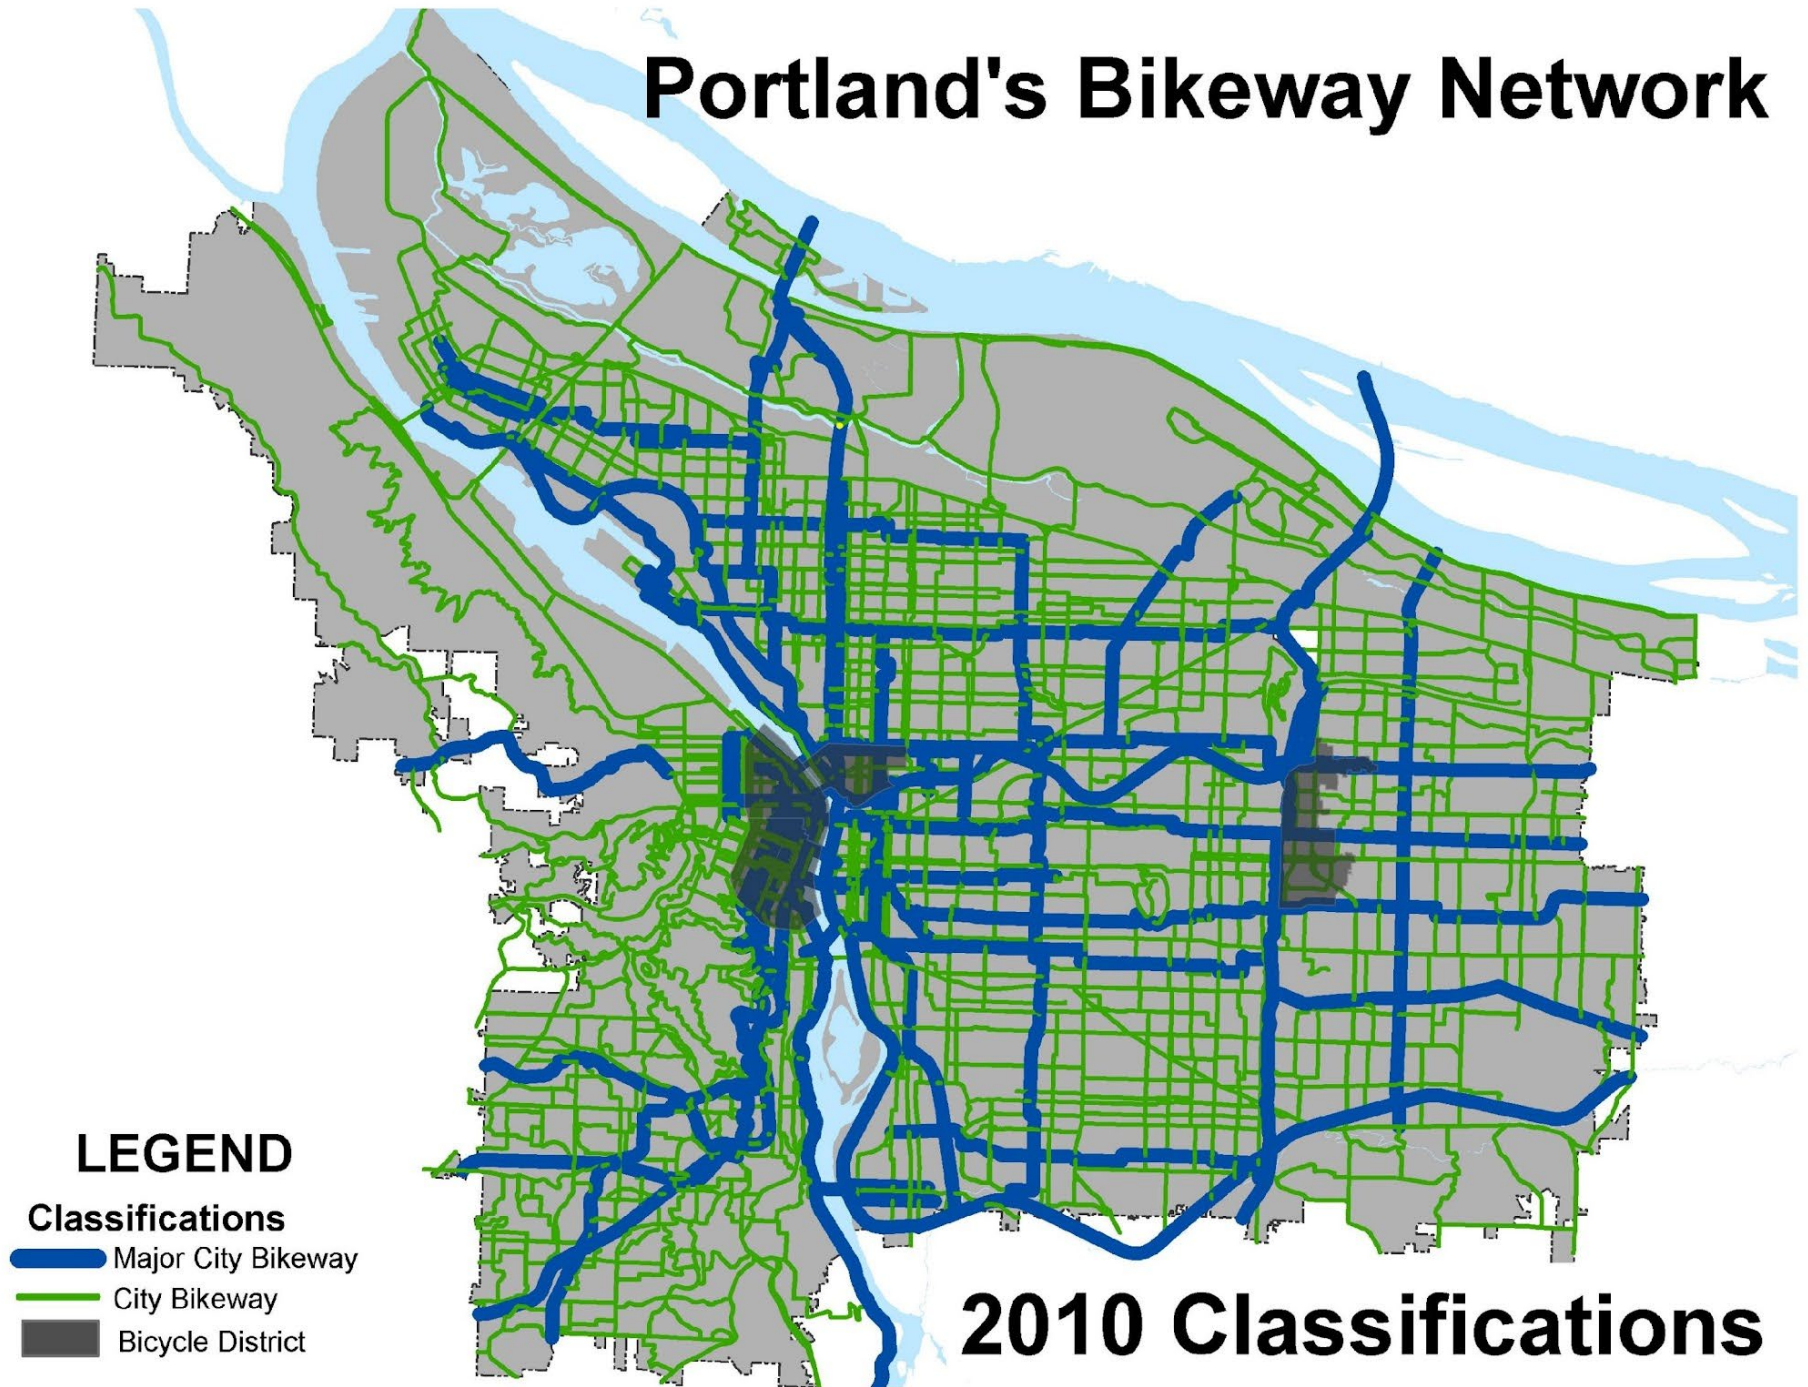 Portland's Bikeway Network
LEGEND
Classifications
Major City Bikeway
City Bikeway
Bicycle District
2010 Classifications